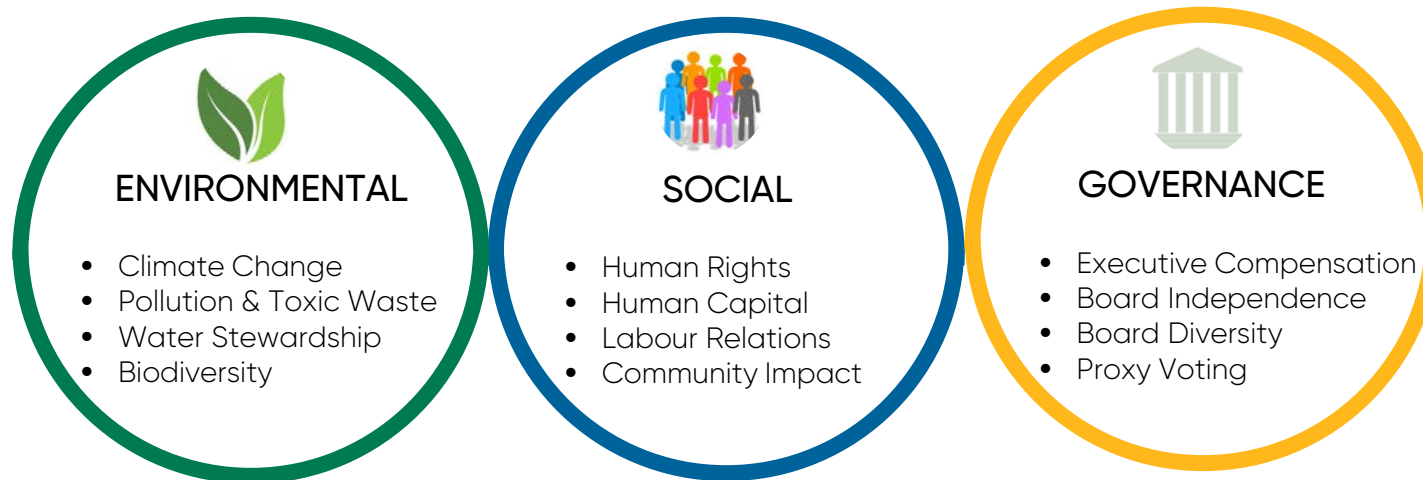 ENVIRONMENTAL
• Climate Change
• Pollution & Toxic Waste
• Water Stewardship
• Biodiversity
SOCIAL
• Human Rights
• Human Capital
• Labour Relations
• Community Impact
GOVERNANCE
• Executive Compensation
• Board Independence
• Board Diversity
• Proxy Voting